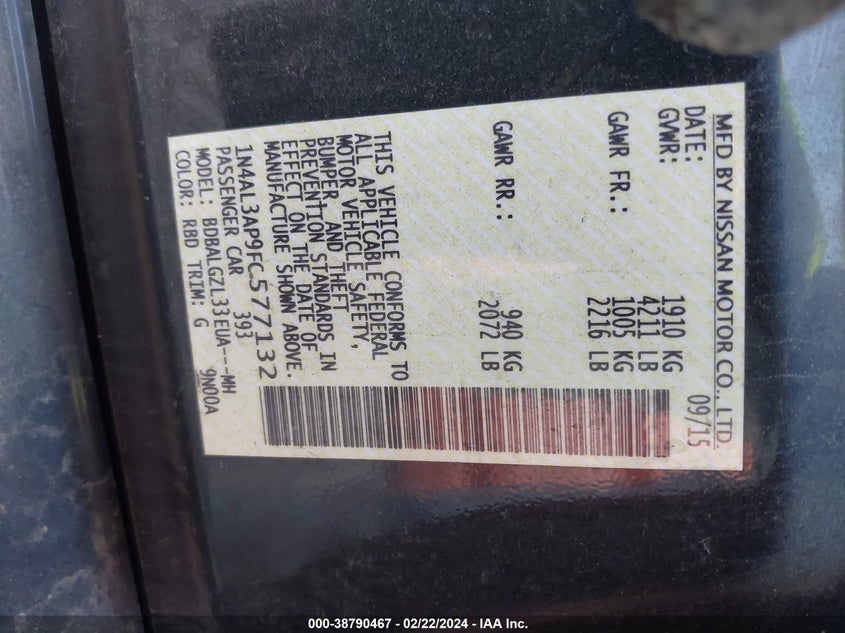 MFD BY NISSAN MOTOR CO., LTD.
DATE: 09/15
GVWR: 1910 KG
4211 LB
GAWR FR.: 1005 KG
2216 LB
GAWR RR.: 940 KG
2072 LB
THIS VEHICLE CONFORMS TO
ALL APPLICABLE FEDERAL
MOTOR VEHICLE SAFETY,
BUMPER, AND THEFT
PREVENTION STANDARDS IN
EFFECT ON THE DATE OF
MANUFACTURE SHOWN ABOVE.
1N4AL3AP9FC577132
PASSENGER CAR 393
MODEL: BDBALGZL33EUA---MH
COLOR: RBD TRIM: G 9N00A
000-38790467 - 02/22/2024 - IAA Inc.